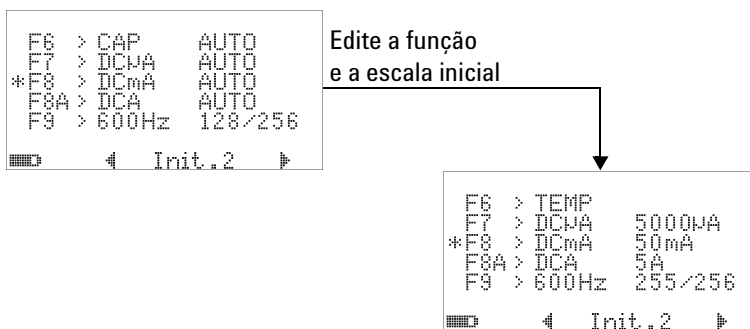 F6 > CAP AUTO
F7 > DCµA AUTO
*F8 > DCmA AUTO
F8A > DCA AUTO
F9 > 600Hz 128/256
Init.2
Edite a função
e a escala inicial
F6 > TEMP
F7 > DCµA 5000µA
*F8 > DCmA 50mA
F8A > DCA 5A
F9 > 600Hz 255/256
Init.2